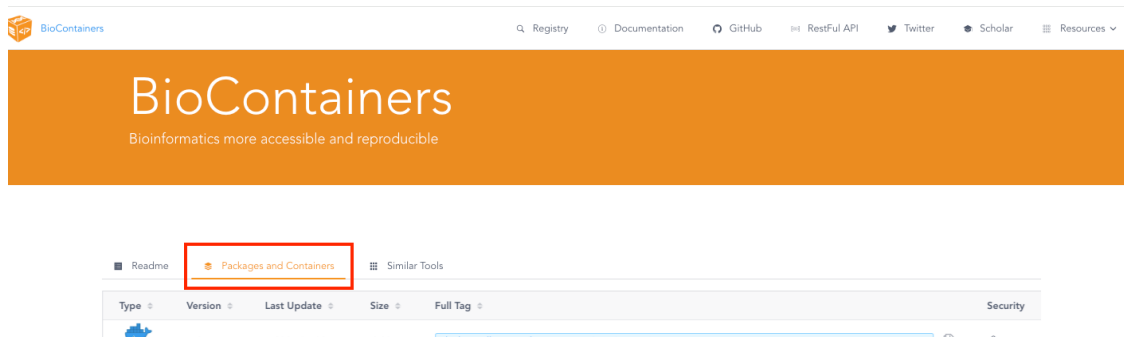 BioContainers Registry Documentation GitHub RestFul API Twitter Scholar Resources
BioContainers
Bioinformatics more accessible and reproducible
Readme Packages and Containers Similar Tools
Type Version Last Update Size Full Tag Security